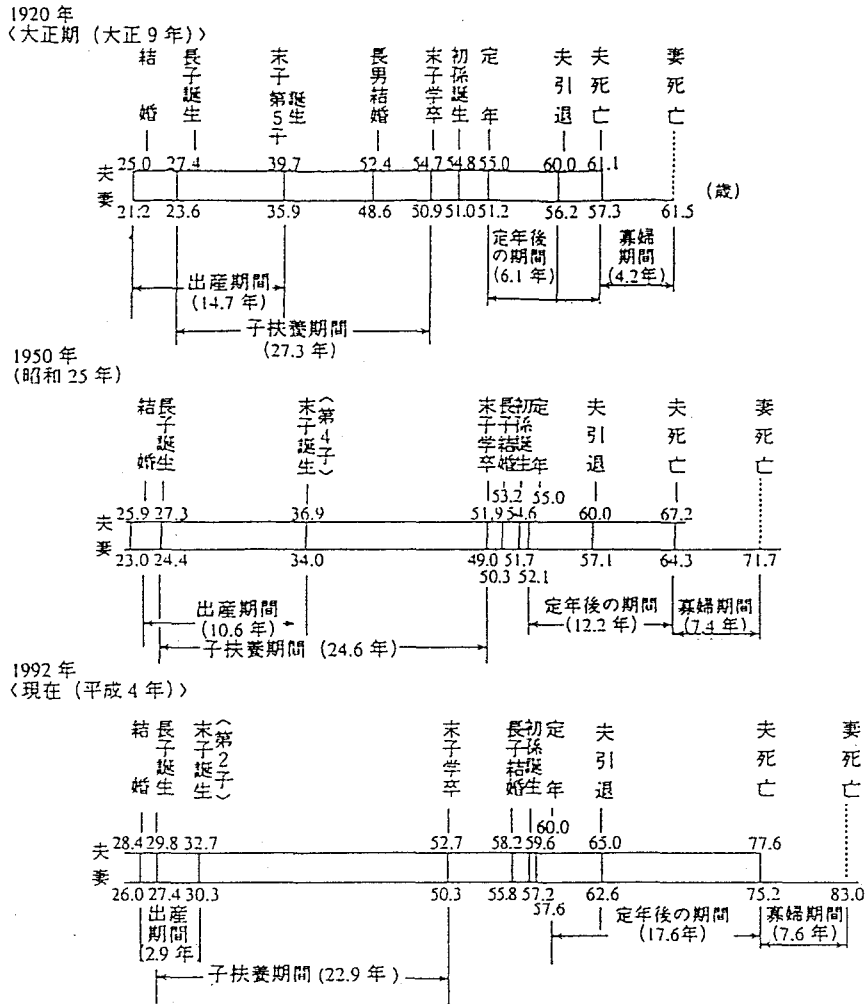 1920 年
〈大正期（大正 9 年）〉
結婚
長子誕生
末子誕生
第5子
長男結婚
末子学卒
初孫誕生
定年
夫引退
夫死亡
妻死亡
夫 25.0 27.4 39.7 52.4 54.7 54.8 55.0 60.0 61.1
妻 21.2 23.6 35.9 48.6 50.9 51.0 51.2 56.2 57.3 61.5 （歳）
出産期間
(14.7 年)
子扶養期間
(27.3 年)
定年後
の期間
(6.1 年)
寡婦
期間
(4.2年)
1950 年
(昭和 25 年)
結婚
長子誕生
末子誕生
〈第4子〉
末子学卒
長子結婚
初孫誕生
定年
夫引退
夫死亡
妻死亡
53.2 55.0
夫 25.9 27.3 36.9 51.9 54.6 60.0 67.2
妻 23.0 24.4 34.0 49.0 51.7 57.1 64.3 71.7
50.3 52.1
出産期間
(10.6 年)
子扶養期間 (24.6 年)
定年後の期間
(12.2 年)
寡婦期間
(7.4 年)
1992 年
〈現在（平成 4 年）〉
結婚
長子誕生
末子誕生
〈第2子〉
末子学卒
長子結婚
初孫誕生
定年
夫引退
夫死亡
妻死亡
60.0
夫 28.4 29.8 32.7 52.7 58.2 59.6 65.0 77.6
妻 26.0 27.4 30.3 50.3 55.8 57.2 62.6 75.2 83.0
57.6
出産
期間
(2.9 年)
子扶養期間 (22.9 年)
定年後の期間
(17.6年)
寡婦期間
(7.6 年)